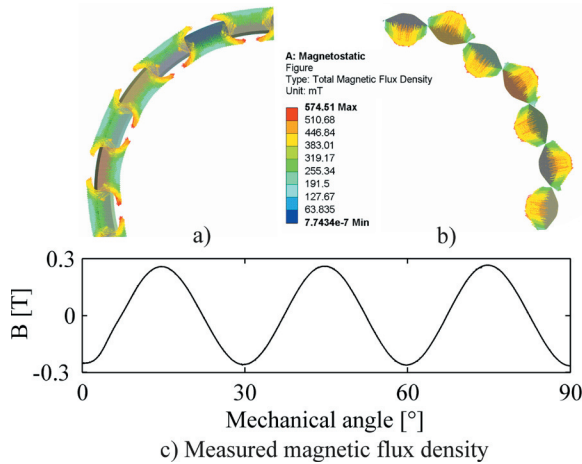 A: Magnetostatic
Figure
Type: Total Magnetic Flux Density
Unit: mT
574.51 Max
510.68
446.84
383.01
319.17
255.34
191.5
127.67
63.835
7.7434e-7 Min
a)
b)
0.3
0
-0.3
B [T]
0
30
60
90
Mechanical angle [°]
c) Measured magnetic flux density